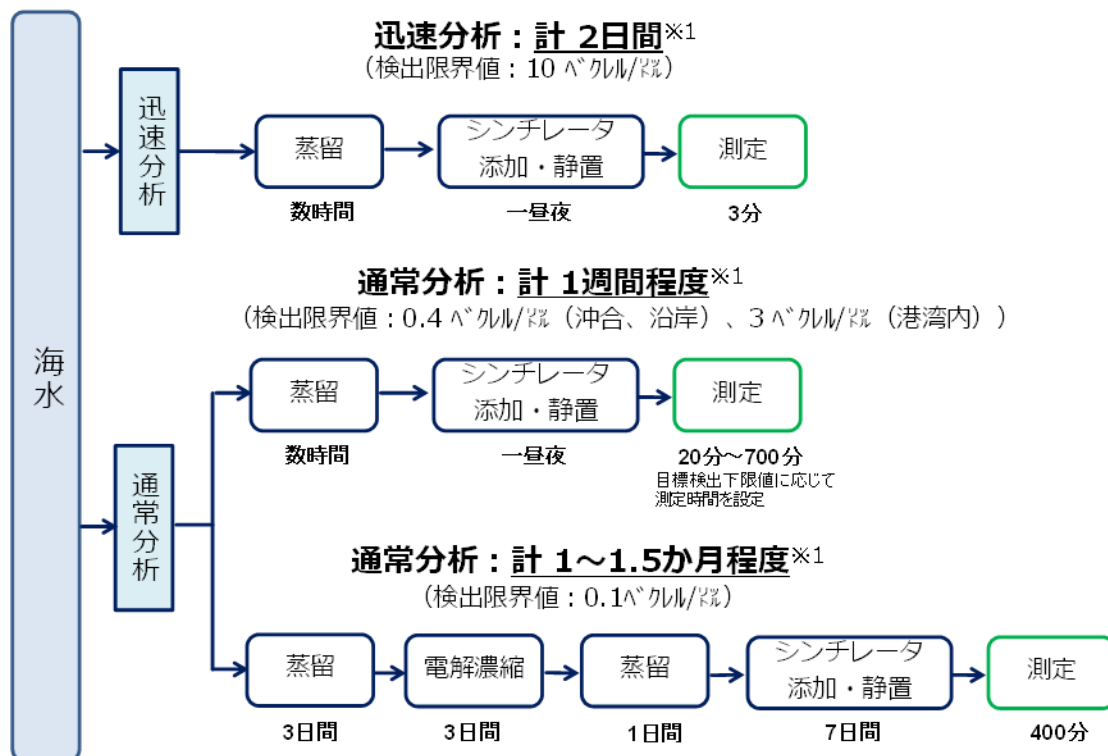 海水
迅速分析
迅速分析：計 2日間※1
（検出限界値：10 ﾍﾞｸﾚﾙ/㍑）
蒸留
シンチレータ
添加・静置
測定
数時間
一昼夜
3分
通常分析
通常分析：計 1週間程度※1
（検出限界値：0.4 ﾍﾞｸﾚﾙ/㍑（沖合、沿岸）、3 ﾍﾞｸﾚﾙ/㍑（港湾内））
蒸留
シンチレータ
添加・静置
測定
数時間
一昼夜
20分～700分
目標検出下限値に応じて
測定時間を設定
通常分析：計 1～1.5か月程度※1
（検出限界値：0.1ﾍﾞｸﾚﾙ/㍑）
蒸留
電解濃縮
蒸留
シンチレータ
添加・静置
測定
3日間
3日間
1日間
7日間
400分